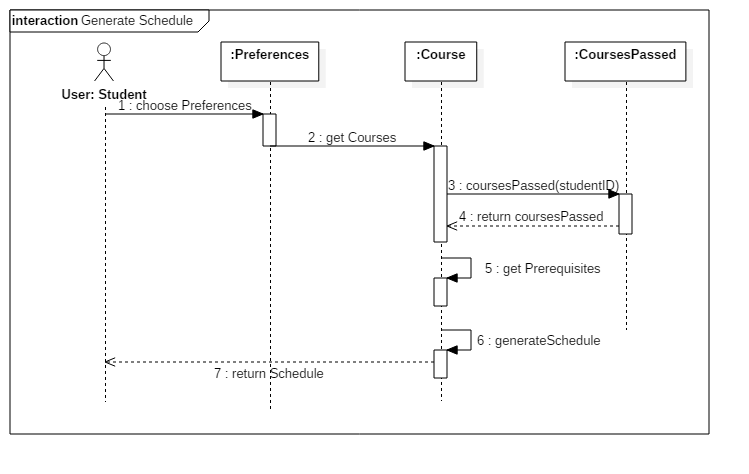 interaction Generate Schedule
:Preferences
:Course
:CoursesPassed
User: Student
1 : choose Preferences
2 : get Courses
3 : coursesPassed(studentID)
4 : return coursesPassed
5 : get Prerequisites
6 : generateSchedule
7 : return Schedule